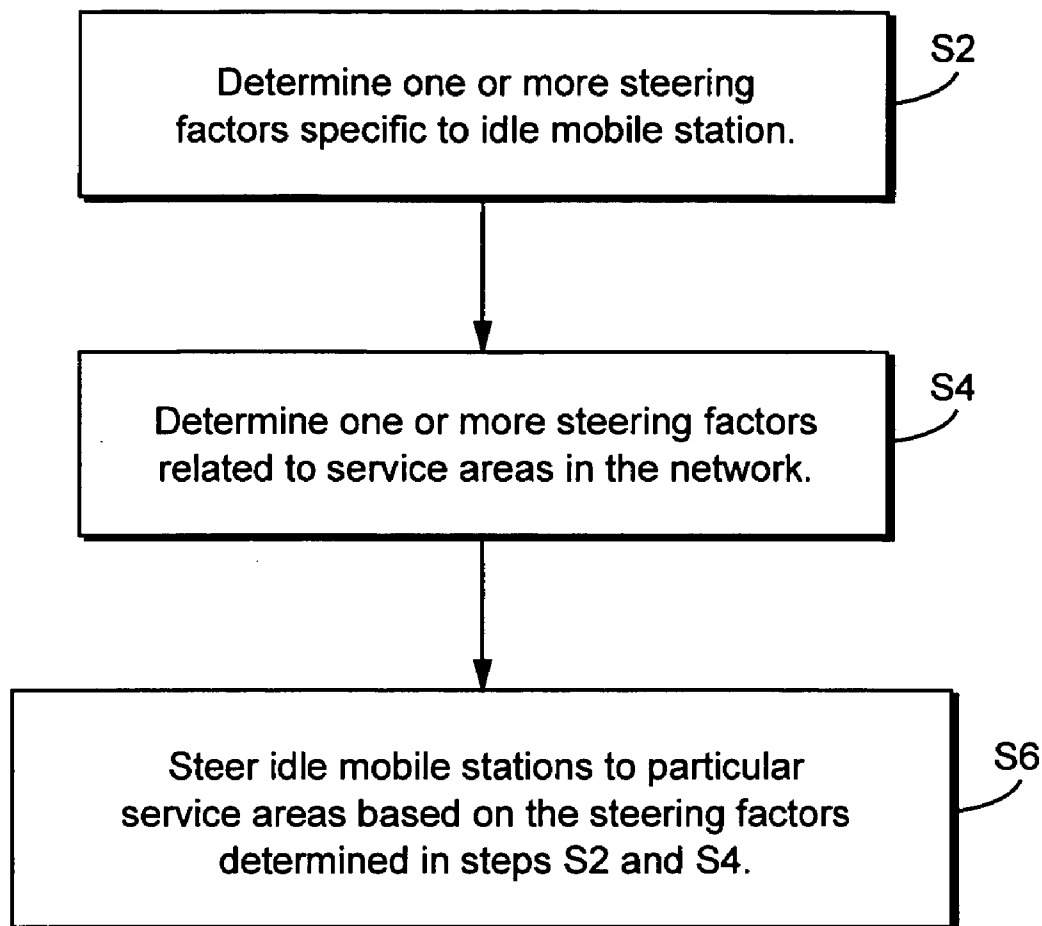 Determine one or more steering
factors specific to idle mobile station.
S2
Determine one or more steering factors
related to service areas in the network.
S4
Steer idle mobile stations to particular
service areas based on the steering factors
determined in steps S2 and S4.
S6